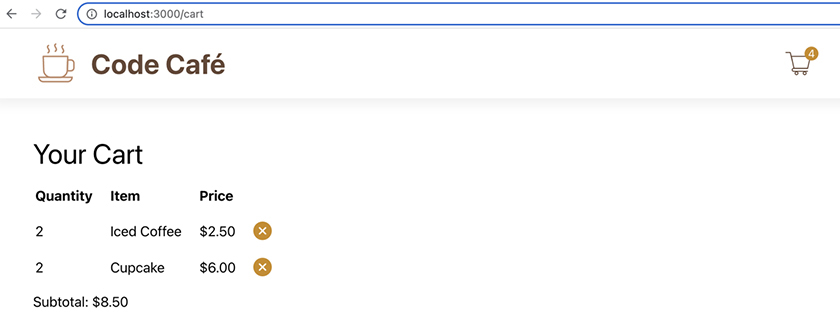 localhost:3000/cart
Code Café
4
Your Cart
Quantity Item Price
2 Iced Coffee $2.50
2 Cupcake $6.00
Subtotal: $8.50